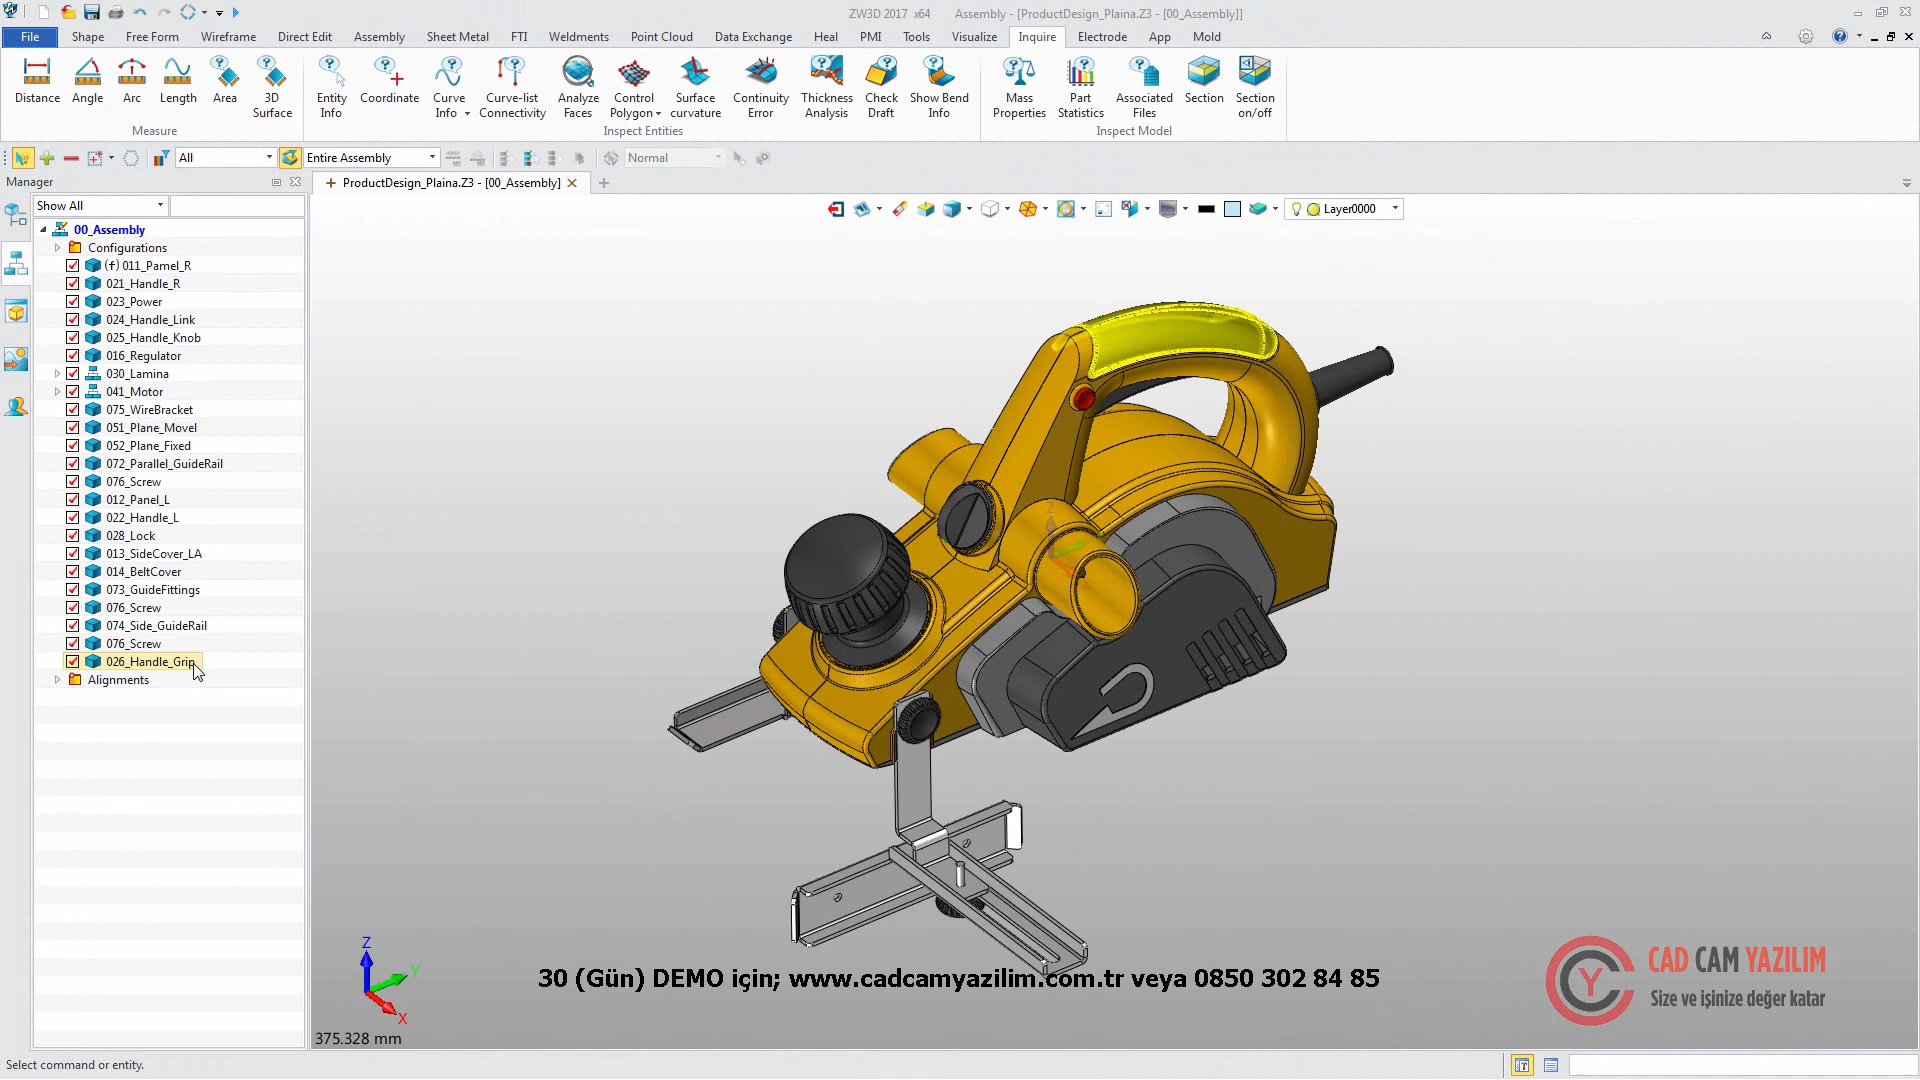 ZW3D 2017 x64 Assembly - [ProductDesign_Plaina.Z3 - [00_Assembly]]
File Shape Free Form Wireframe Direct Edit Assembly Sheet Metal FTI Weldments Point Cloud Data Exchange Heal PMI Tools Visualize Inquire Electrode App Mold
Distance Angle Arc Length Area 3D Surface Entity Info Coordinate Curve Info Curve-list Connectivity Analyze Faces Control Polygon Surface curvature Continuity Error Thickness Analysis Check Draft Show Bend Info Mass Properties Part Statistics Associated Files Section Section on/off
Measure Inspect Entities Inspect Model
All Entire Assembly Normal
Manager
ProductDesign_Plaina.Z3 - [00_Assembly]
Show All
Layer0000
00_Assembly
Configurations
(f) 011_Pamel_R
021_Handle_R
023_Power
024_Handle_Link
025_Handle_Knob
016_Regulator
030_Lamina
041_Motor
075_WireBracket
051_Plane_Movel
052_Plane_Fixed
072_Parallel_GuideRail
076_Screw
012_Panel_L
022_Handle_L
028_Lock
013_SideCover_LA
014_BeltCover
073_GuideFittings
076_Screw
074_Side_GuideRail
076_Screw
026_Handle_Grip
Alignments
Z
Z
Y
X
30 (Gün) DEMO için; www.cadcamyazilim.com.tr veya 0850 302 84 85
CAD CAM YAZILIM
Size ve işinize değer katar
375.328 mm
Select command or entity.